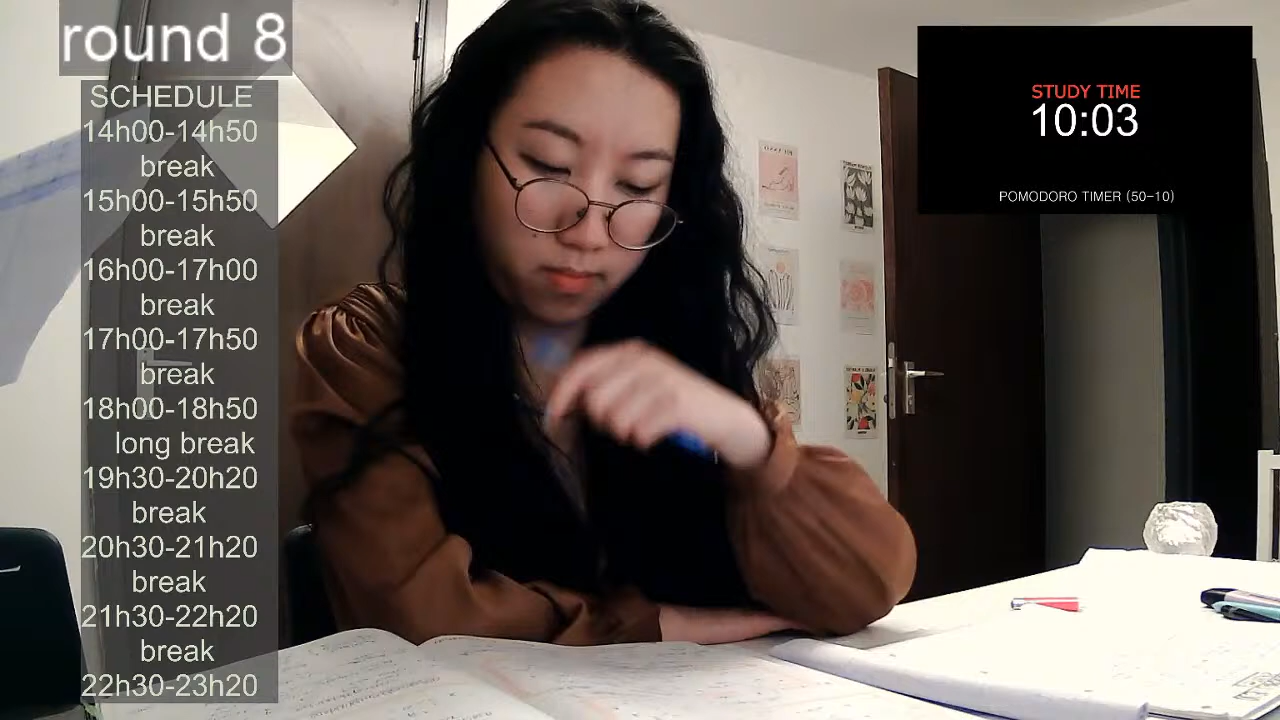 round 8
SCHEDULE
14h00-14h50
break
15h00-15h50
break
16h00-17h00
break
17h00-17h50
break
18h00-18h50
long break
19h30-20h20
break
20h30-21h20
break
21h30-22h20
break
22h30-23h20
STUDY TIME
10:03
POMODORO TIMER (50-10)